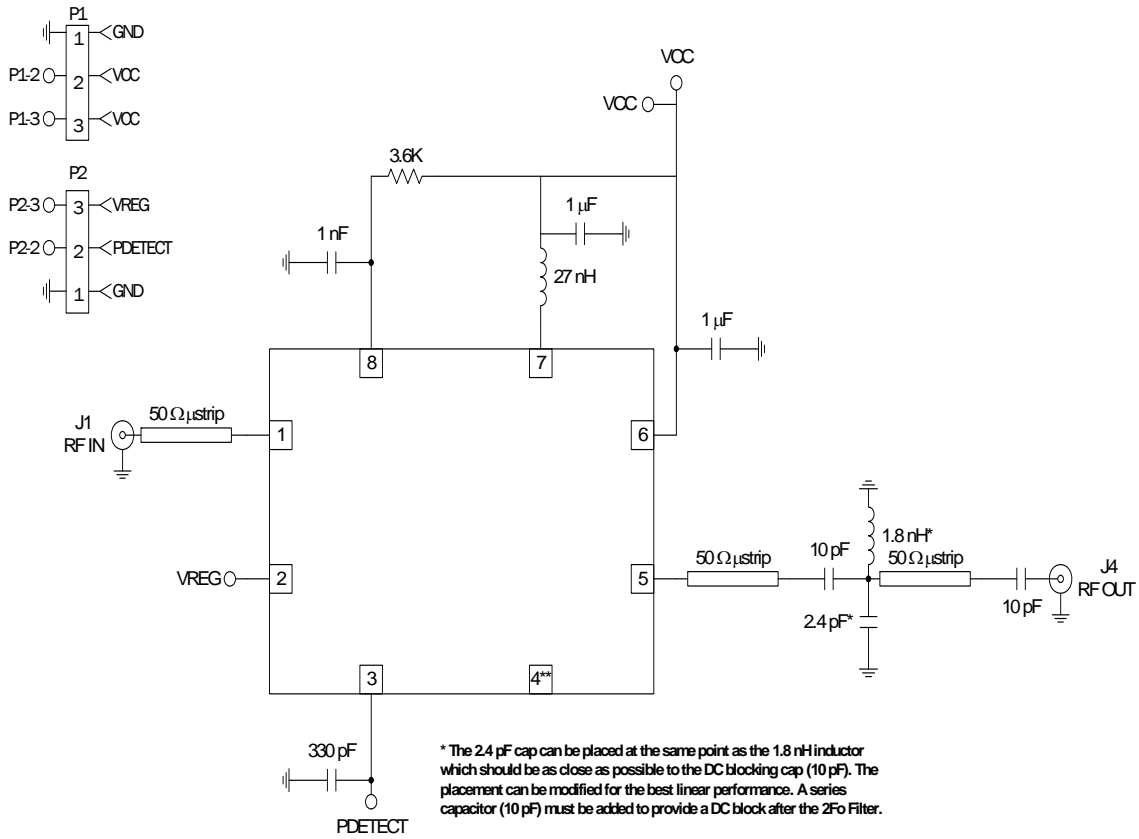 P1
1 GND
P1-2 2 VCC
P1-3 3 VCC
P2
P2-3 3 VREG
P2-2 2 PDETECT
1 GND
VCC
VCC
3.6K
1 µF
1 nF
27 nH
1 µF
8
7
J1
RF IN
50 Ω µstrip
1
6
VREG
2
5
50 Ω µstrip
10 pF
1.8 nH*
50 Ω µstrip
2.4 pF*
10 pF
J4
RF OUT
3
4**
330 pF
PDETECT
* The 2.4 pF cap can be placed at the same point as the 1.8 nH inductor
which should be as close as possible to the DC blocking cap (10 pF). The
placement can be modified for the best linear performance. A series
capacitor (10 pF) must be added to provide a DC block after the 2Fo Filter.